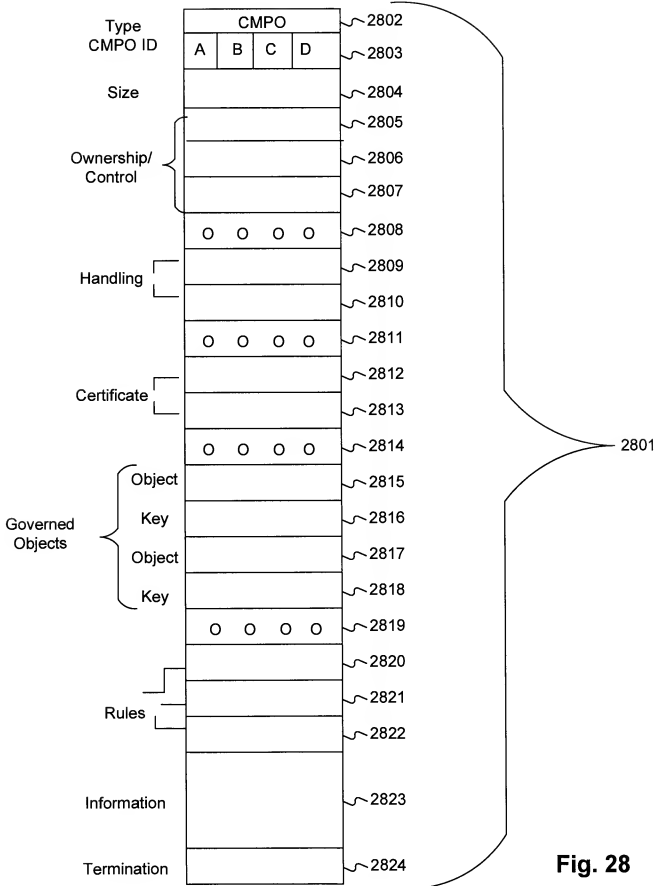 Type
CMPO
2802
CMPO ID
A B C D
2803
Size
2804
2805
Ownership/
Control
2806
2807
O O O O
2808
Handling
2809
2810
O O O O
2811
Certificate
2812
2813
O O O O
2814
Governed
Objects
Object
2815
Key
2816
Object
2817
Key
2818
O O O O
2819
2820
Rules
2821
2822
Information
2823
Termination
2824
2801
Fig. 28